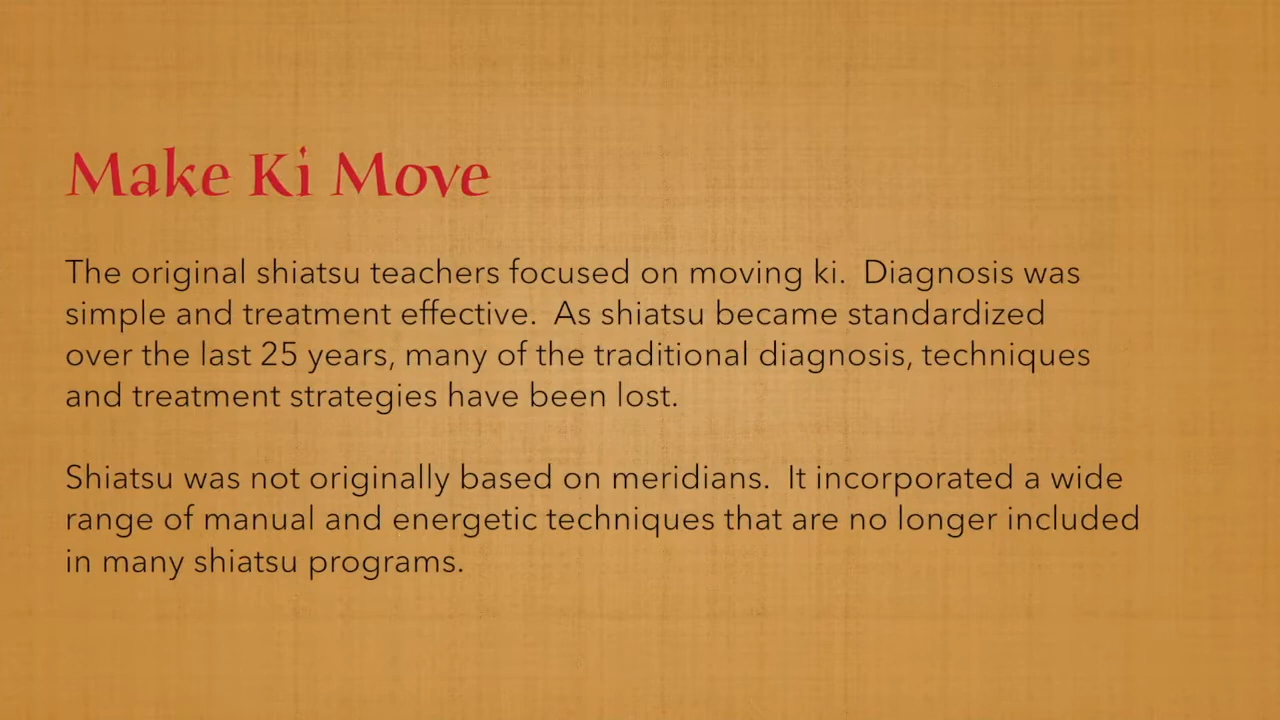 Make Ki Move
The original shiatsu teachers focused on moving ki.  Diagnosis was
simple and treatment effective.  As shiatsu became standardized
over the last 25 years, many of the traditional diagnosis, techniques
and treatment strategies have been lost.
Shiatsu was not originally based on meridians.  It incorporated a wide
range of manual and energetic techniques that are no longer included
in many shiatsu programs.